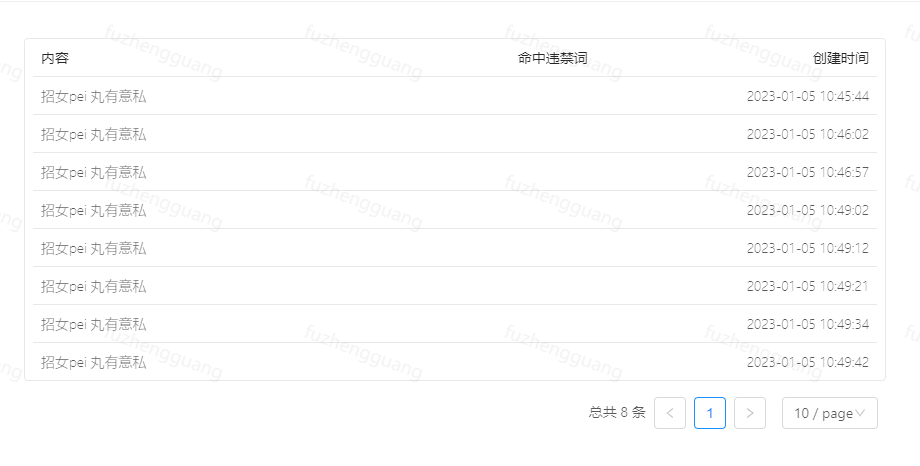 内容 命中违禁词 创建时间
招女pei 丸有意私 2023-01-05 10:45:44
招女pei 丸有意私 2023-01-05 10:46:02
招女pei 丸有意私 2023-01-05 10:46:57
招女pei 丸有意私 2023-01-05 10:49:02
招女pei 丸有意私 2023-01-05 10:49:12
招女pei 丸有意私 2023-01-05 10:49:21
招女pei 丸有意私 2023-01-05 10:49:34
招女pei 丸有意私 2023-01-05 10:49:42
总共 8 条 < 1 > 10 / page
fuzhengguang
fuzhengguang
fuzhengguang
fuzhengguang
fuzhengguang
fuzhengguang
fuzhengguang
fuzhengguang
fuzhengguang
fuzhengguang
fuzhengguang
fuzhengguang